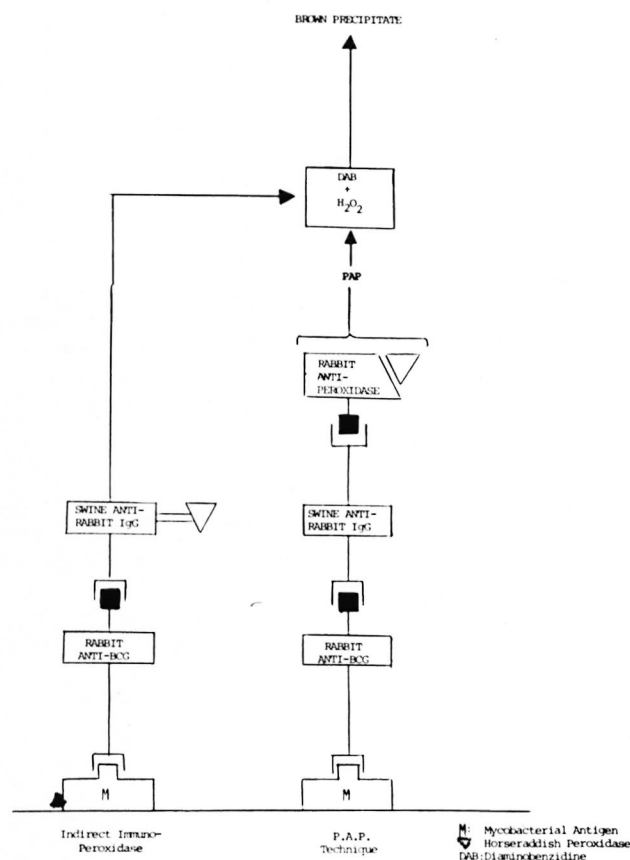 BROWN PRECIPITATE
DAB
+
H₂O₂
PAP
RABBIT
ANTI-
PEROXIDASE
SWINE ANTI-
RABBIT IgG
SWINE ANTI-
RABBIT IgG
RABBIT
ANTI-BCG
RABBIT
ANTI-BCG
M
M
Indirect Immuno-
Peroxidase
P.A.P.
Technique
M: Mycobacterial Antigen
: Horseraddish Peroxidase
DAB:Diaminobenzidine